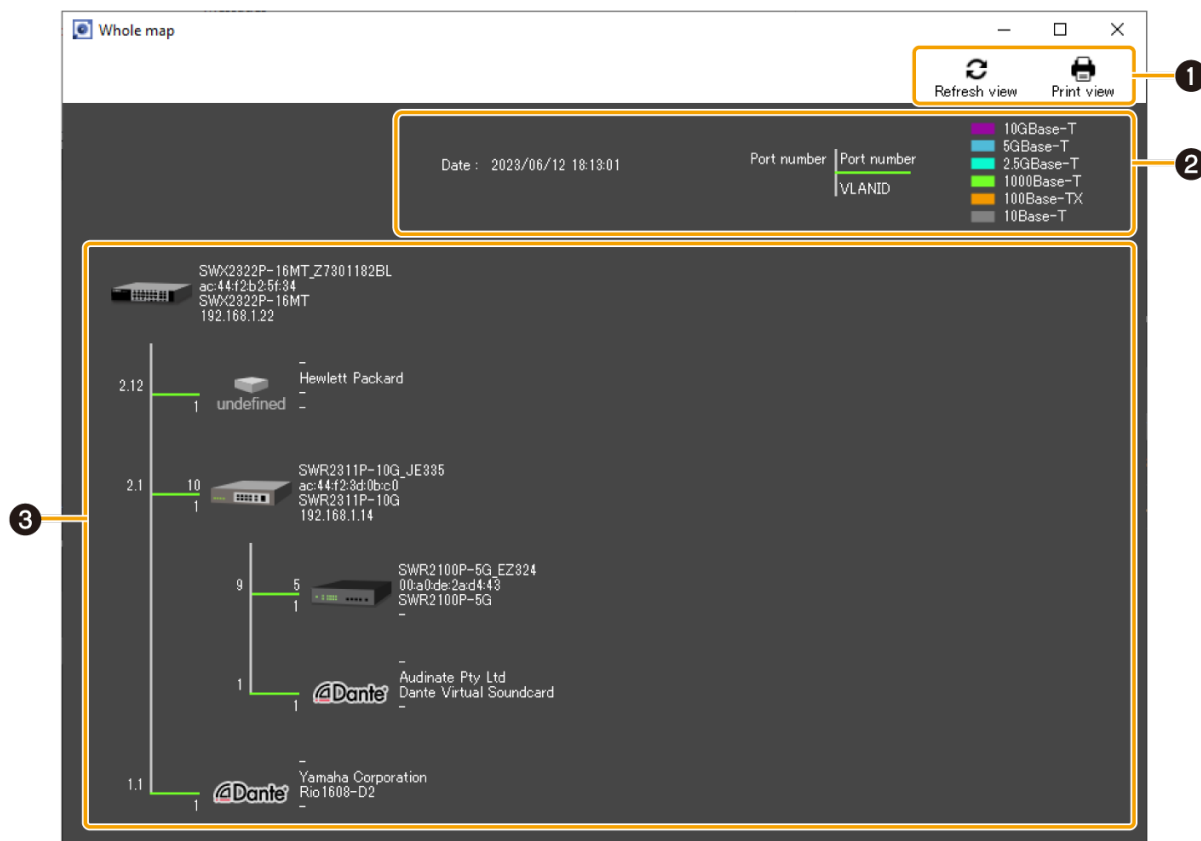 Whole map
Refresh view
Print view
1
Date : 2023/06/12 18:13:01
Port number
Port number
VLANID
10GBase-T
5GBase-T
2.5GBase-T
1000Base-T
100Base-TX
10Base-T
2
3
SWX2322P-16MT_Z7301182BL
ac:44:f2:b2:5f:34
SWX2322P-16MT
192.168.1.22
2.12
1
undefined
-
Hewlett Packard
-
-
2.1
10
1
SWR2311P-10G_JE335
ac:44:f2:3d:0b:c0
SWR2311P-10G
192.168.1.14
9
5
1
SWR2100P-5G_EZ324
00:a0:de:2a:d4:43
SWR2100P-5G
-
1
1
Dante
-
Audinate Pty Ltd
Dante Virtual Soundcard
-
1.1
1
Dante
-
Yamaha Corporation
Rio1608-D2
-